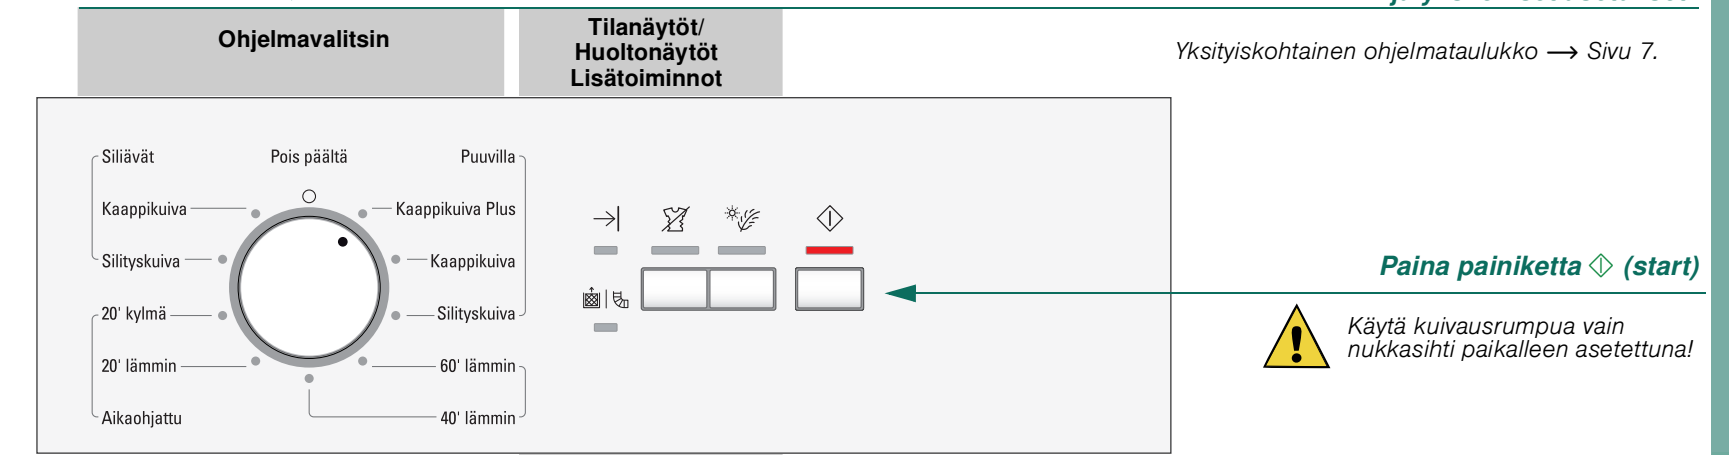 Ohjelmavalitsin
Tilanäytöt/
Huoltonäytöt
Lisätoiminnot
Yksityiskohtainen ohjelmataulukko → Sivu 7.
Siliävät
Pois päältä
Puuvilla
Kaappikuiva
Kaappikuiva Plus
Silityskuiva
Kaappikuiva
20' kylmä
Silityskuiva
20' lämmin
60' lämmin
Aikaohjattu
40' lämmin
Paina painiketta (start)
Käytä kuivausrumpua vain
nukkasihti paikalleen asetettuna!